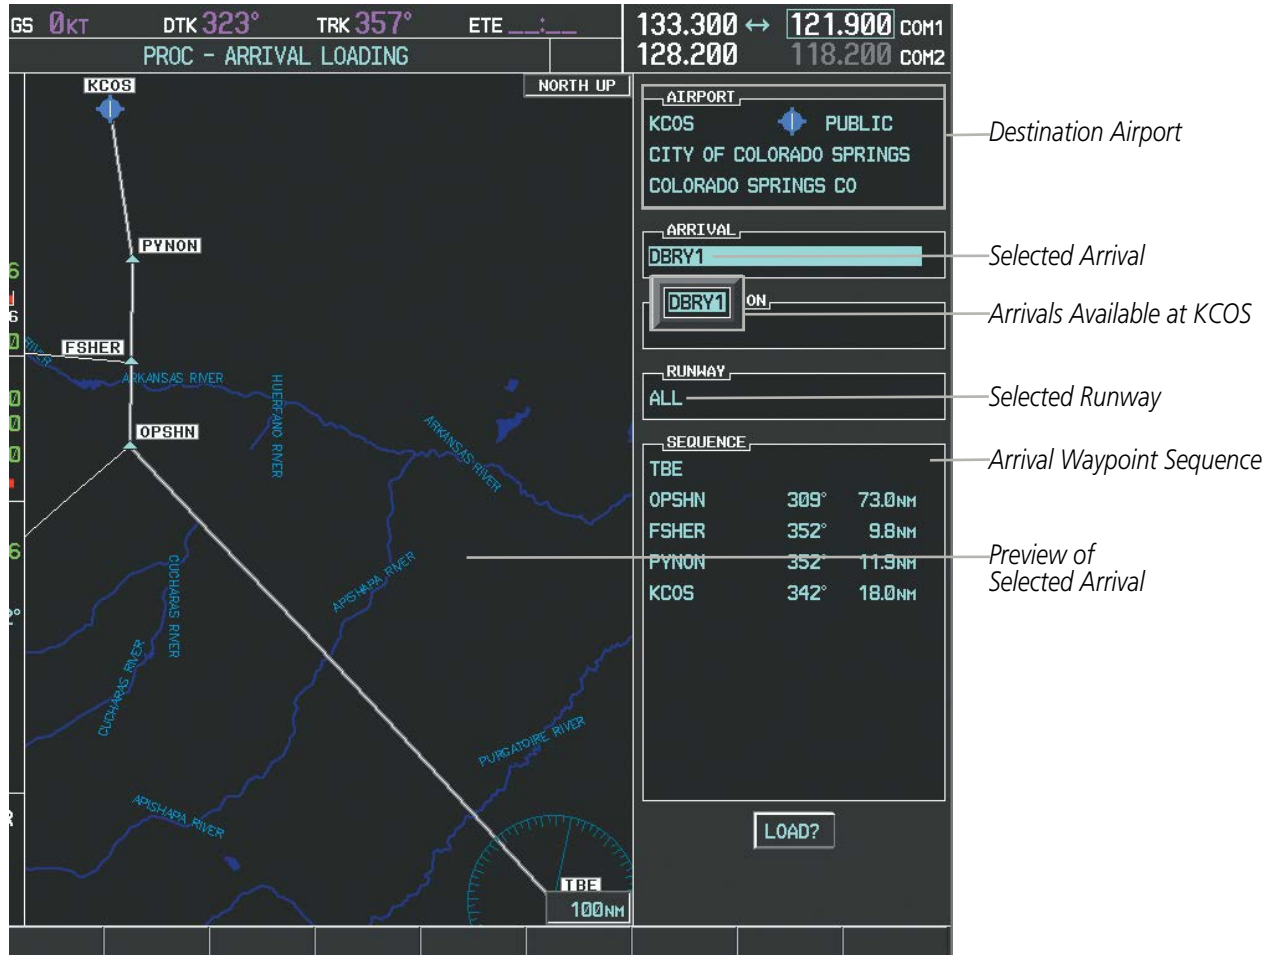 GS 0KT DTK 323° TRK 357° ETE __:__
133.300 ↔ 121.900 COM1
128.200 118.200 COM2
PROC - ARRIVAL LOADING
NORTH UP
KCOS
PYNON
FSHER
RIVER
ARKANSAS RIVER
HUERFANO RIVER
ARKANSAS RIVER
OPSHN
CUCHARAS RIVER
APISHAPA RIVER
CUCHARAS RIVER
PURGATOIRE RIVER
APISHAPA RIVER
TBE
100NM
AIRPORT
KCOS PUBLIC
CITY OF COLORADO SPRINGS
COLORADO SPRINGS CO
ARRIVAL
DBRY1
DBRY1
ON
RUNWAY
ALL
SEQUENCE
TBE
OPSHN 309° 73.0NM
FSHER 352° 9.8NM
PYNON 352° 11.9NM
KCOS 342° 18.0NM
LOAD?
Destination Airport
Selected Arrival
Arrivals Available at KCOS
Selected Runway
Arrival Waypoint Sequence
Preview of
Selected Arrival